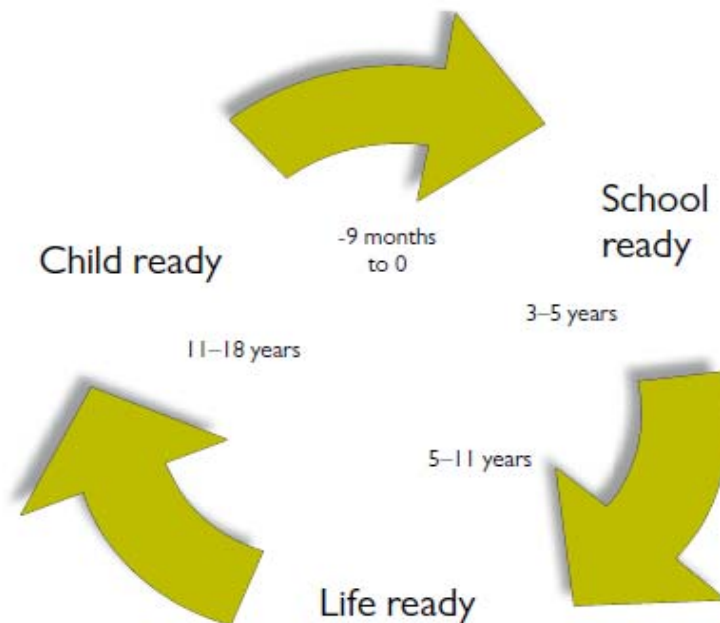 School
ready
-9 months
to 0
Child ready
3–5 years
11–18 years
5–11 years
Life ready